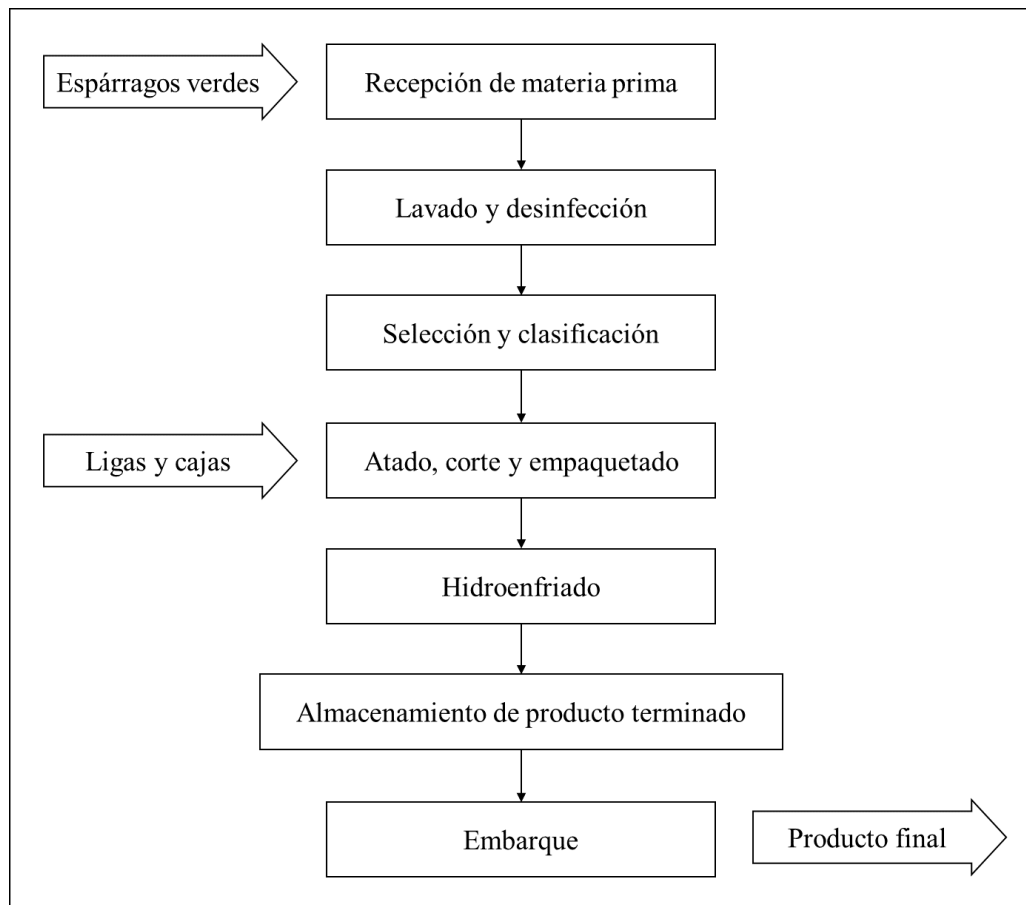 Espárragos verdes
Recepción de materia prima
Lavado y desinfección
Selección y clasificación
Ligas y cajas
Atado, corte y empaquetado
Hidroenfriado
Almacenamiento de producto terminado
Embarque
Producto final